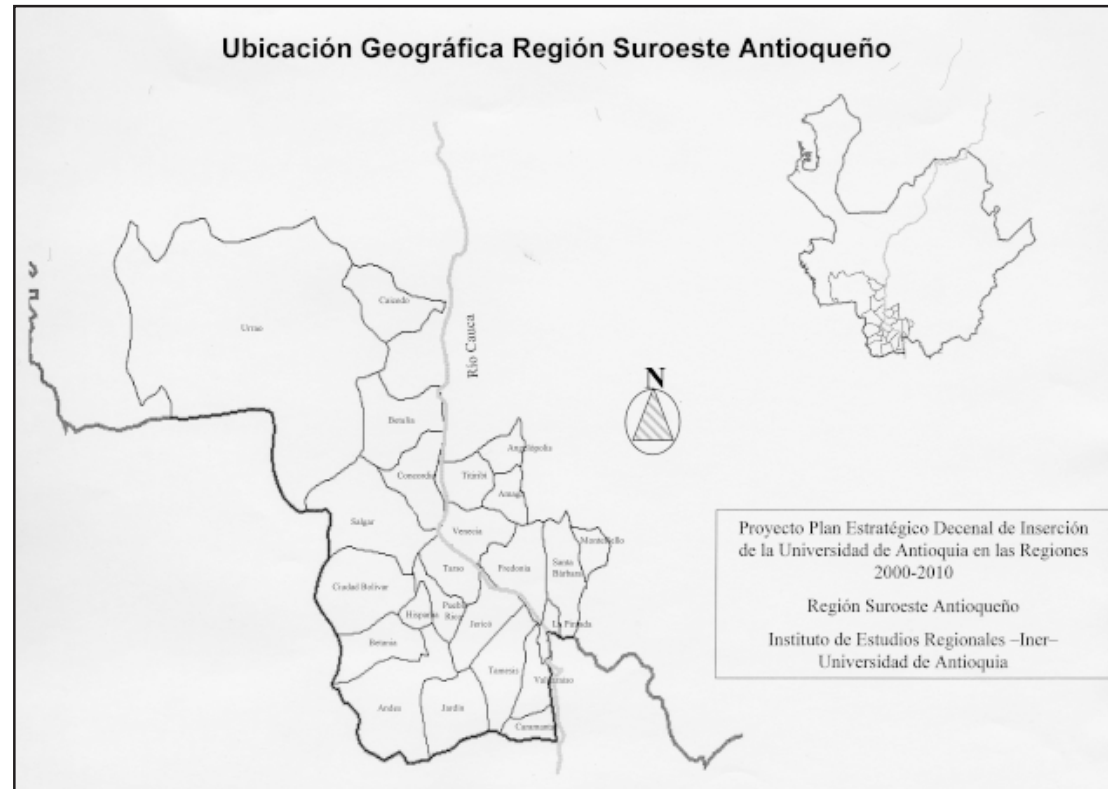 Ubicación Geográfica Región Suroeste Antioqueño
Caicedo
Urrao
Río Cauca
N
Betulia
Angelópolis
Concordia
Titiribí
Amagá
Salgar
Venecia
Montebello
Tarso
Fredonia
Santa
Bárbara
Ciudad Bolívar
Hispania
Pueblo
Rico
Jericó
La Pintada
Betania
Támesis
Valparaíso
Andes
Jardín
Caramanta
Proyecto Plan Estratégico Decenal de Inserción
de la Universidad de Antioquia en las Regiones
2000-2010
Región Suroeste Antioqueño
Instituto de Estudios Regionales –Iner–
Universidad de Antioquia